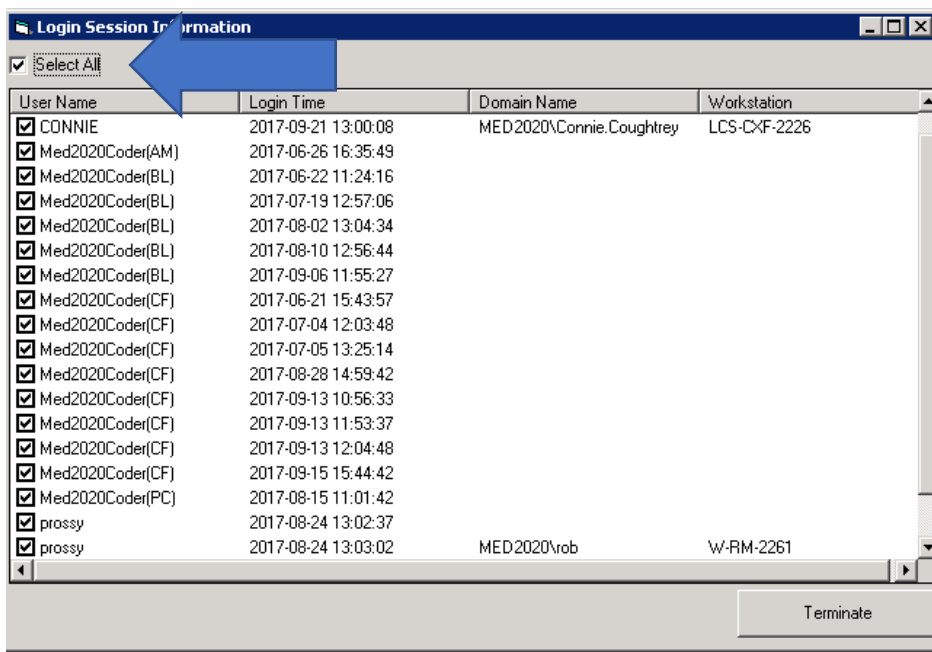 Login Session Information
Select All
User Name Login Time Domain Name Workstation
CONNIE 2017-09-21 13:00:08 MED2020\Connie.Coughtrey LCS-CXF-2226
Med2020Coder(AM) 2017-06-26 16:35:49
Med2020Coder(BL) 2017-06-22 11:24:16
Med2020Coder(BL) 2017-07-19 12:57:06
Med2020Coder(BL) 2017-08-02 13:04:34
Med2020Coder(BL) 2017-08-10 12:56:44
Med2020Coder(BL) 2017-09-06 11:55:27
Med2020Coder(CF) 2017-06-21 15:43:57
Med2020Coder(CF) 2017-07-04 12:03:48
Med2020Coder(CF) 2017-07-05 13:25:14
Med2020Coder(CF) 2017-08-28 14:59:42
Med2020Coder(CF) 2017-09-13 10:56:33
Med2020Coder(CF) 2017-09-13 11:53:37
Med2020Coder(CF) 2017-09-13 12:04:48
Med2020Coder(CF) 2017-09-15 15:44:42
Med2020Coder(PC) 2017-08-15 11:01:42
prossy 2017-08-24 13:02:37
prossy 2017-08-24 13:03:02 MED2020\rob W-RM-2261
Terminate